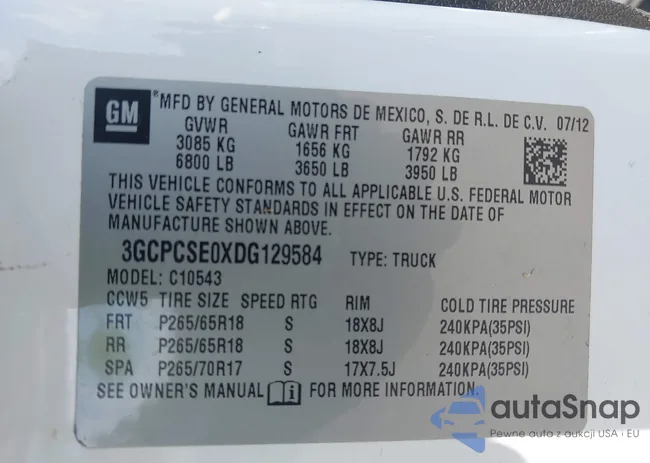 GM ®MFD BY GENERAL MOTORS DE MEXICO, S. DE R.L. DE C.V. 07/12
GVWR GAWR FRT GAWR RR
3085 KG 1656 KG 1792 KG
6800 LB 3650 LB 3950 LB
THIS VEHICLE CONFORMS TO ALL APPLICABLE U.S. FEDERAL MOTOR
VEHICLE SAFETY STANDARDS IN EFFECT ON THE DATE OF
MANUFACTURE SHOWN ABOVE.
3GCPCSE0XDG129584 TYPE: TRUCK
MODEL: C10543
CCW5 TIRE SIZE SPEED RTG RIM COLD TIRE PRESSURE
FRT P265/65R18 S 18X8J 240KPA(35PSI)
RR P265/65R18 S 18X8J 240KPA(35PSI)
SPA P265/70R17 S 17X7.5J 240KPA(35PSI)
SEE OWNER'S MANUAL FOR MORE INFORMATION.
autaSnap
Pewne auta z aukcji USA i EU